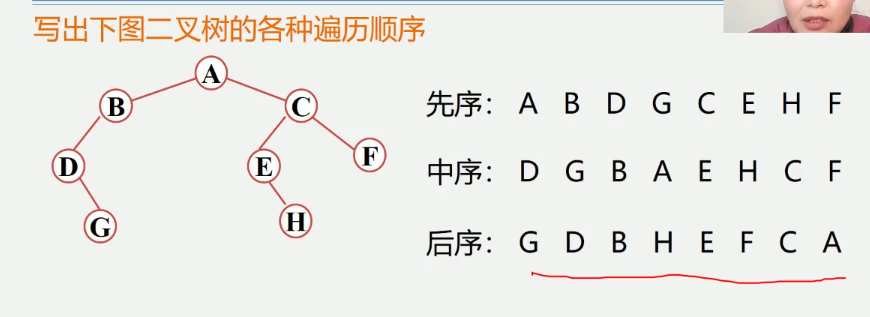 写出下图二叉树的各种遍历顺序
A
B
C
D
E
F
G
H
先序： A B D G C E H F
中序： D G B A E H C F
后序： G D B H E F C A